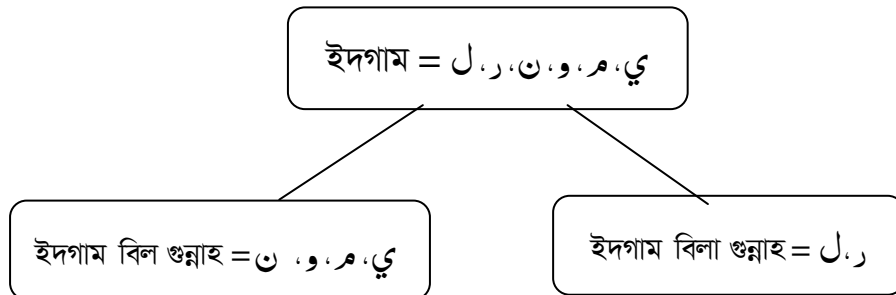 ইদগাম = ي، م، و، ن، ر، ل
ইদগাম বিল গুন্নাহ = ي، م، و، ن
ইদগাম বিলা গুন্নাহ = ر، ل